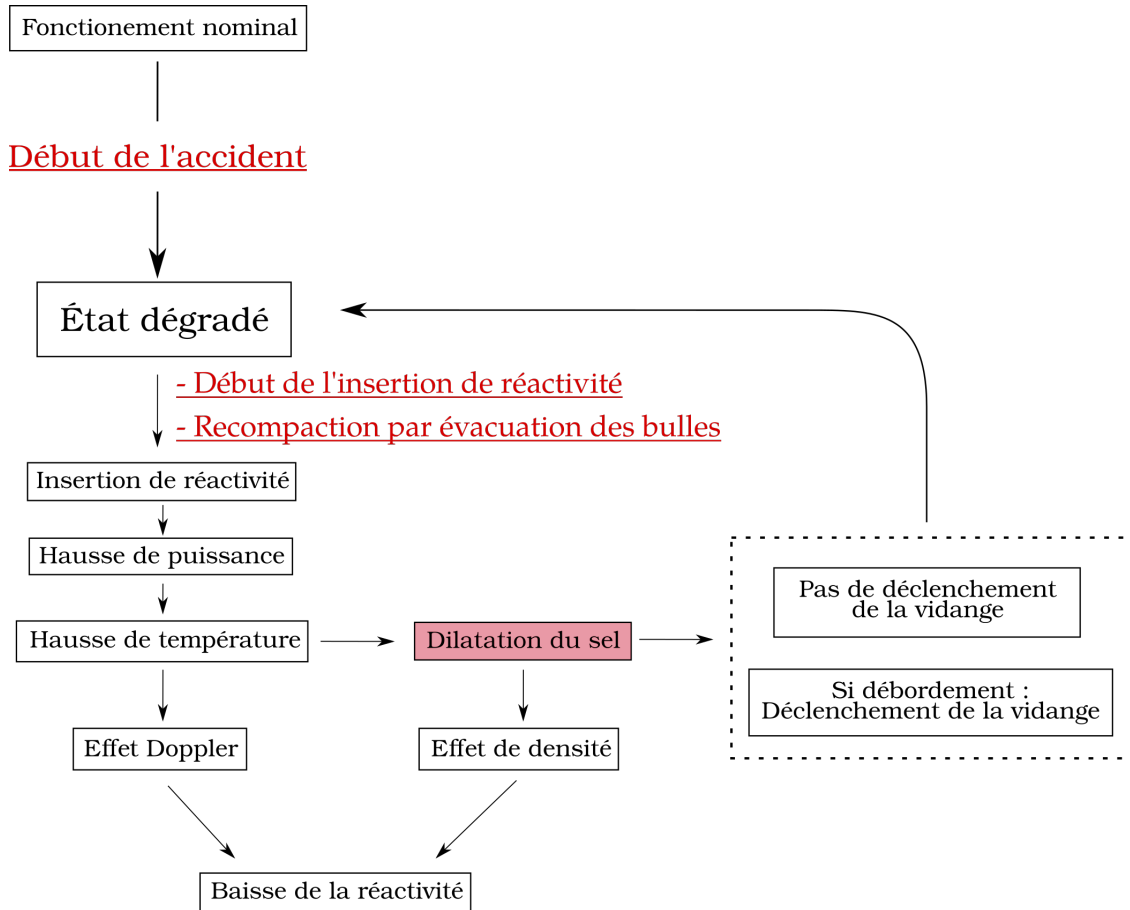 Fonctionement nominal
Début de l'accident
État dégradé
- Début de l'insertion de réactivité
- Recompaction par évacuation des bulles
Insertion de réactivité
Hausse de puissance
Hausse de température
Dilatation du sel
Pas de déclenchement
de la vidange
Si débordement :
Déclenchement de la vidange
Effet Doppler
Effet de densité
Baisse de la réactivité